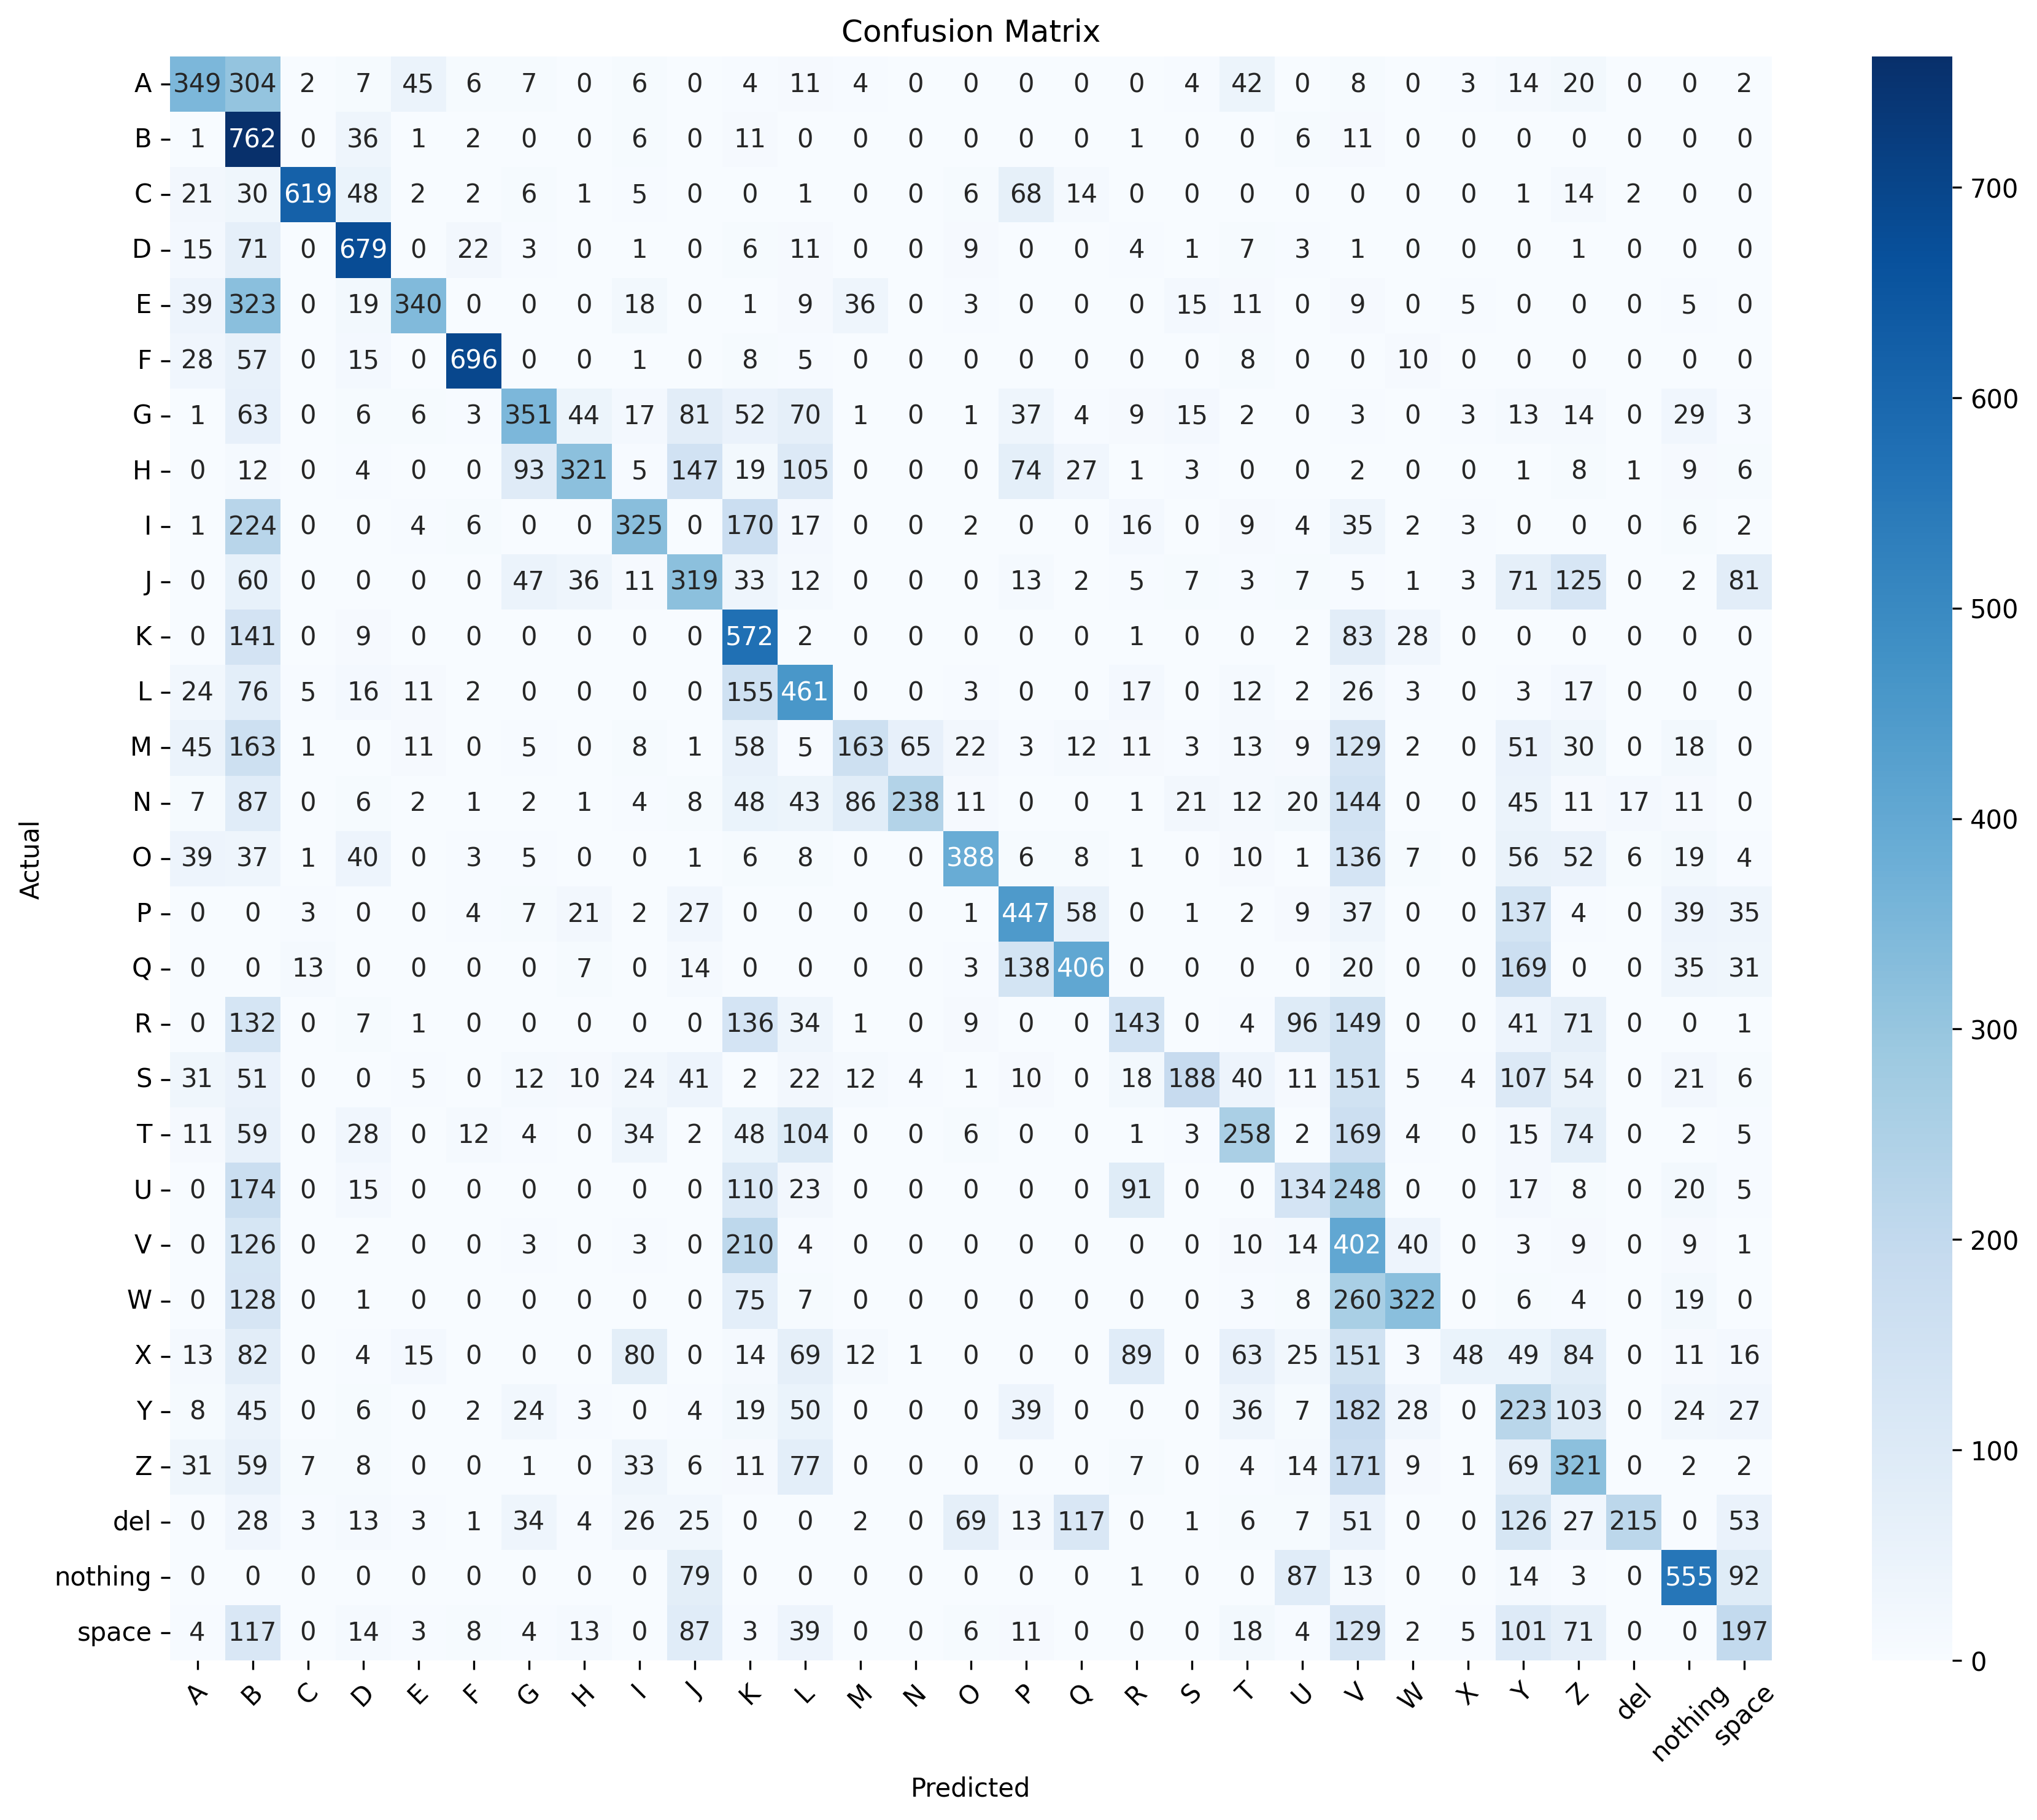 Confusion Matrix
A 349 304 2 7 45 6 7 0 6 0 4 11 4 0 0 0 0 0 4 42 0 8 0 3 14 20 0 0 2
B 1 762 0 36 1 2 0 0 6 0 11 0 0 0 0 0 0 1 0 0 6 11 0 0 0 0 0 0 0
C 21 30 619 48 2 2 6 1 5 0 0 1 0 0 6 68 14 0 0 0 0 0 0 0 1 14 2 0 0
700
D 15 71 0 679 0 22 3 0 1 0 6 11 0 0 9 0 0 4 1 7 3 1 0 0 0 1 0 0 0
E 39 323 0 19 340 0 0 0 18 0 1 9 36 0 3 0 0 0 15 11 0 9 0 5 0 0 0 5 0
F 28 57 0 15 0 696 0 0 1 0 8 5 0 0 0 0 0 0 0 8 0 0 10 0 0 0 0 0 0
600
G 1 63 0 6 6 3 351 44 17 81 52 70 1 0 1 37 4 9 15 2 0 3 0 3 13 14 0 29 3
H 0 12 0 4 0 0 93 321 5 147 19 105 0 0 0 74 27 1 3 0 0 2 0 0 1 8 1 9 6
I 1 224 0 0 4 6 0 0 325 0 170 17 0 0 2 0 0 16 0 9 4 35 2 3 0 0 0 6 2
J 0 60 0 0 0 0 47 36 11 319 33 12 0 0 0 13 2 5 7 3 7 5 1 3 71 125 0 2 81
500
K 0 141 0 9 0 0 0 0 0 0 572 2 0 0 0 0 0 1 0 0 2 83 28 0 0 0 0 0 0
L 24 76 5 16 11 2 0 0 0 0 155 461 0 0 3 0 0 17 0 12 2 26 3 0 3 17 0 0 0
M 45 163 1 0 11 0 5 0 8 1 58 5 163 65 22 3 12 11 3 13 9 129 2 0 51 30 0 18 0
N 7 87 0 6 2 1 2 1 4 8 48 43 86 238 11 0 0 1 21 12 20 144 0 0 45 11 17 11 0
400
Actual
O 39 37 1 40 0 3 5 0 0 1 6 8 0 0 388 6 8 1 0 10 1 136 7 0 56 52 6 19 4
P 0 0 3 0 0 4 7 21 2 27 0 0 0 0 1 447 58 0 1 2 9 37 0 0 137 4 0 39 35
Q 0 0 13 0 0 0 0 7 0 14 0 0 0 0 3 138 406 0 0 0 0 20 0 0 169 0 0 35 31
R 0 132 0 7 1 0 0 0 0 0 136 34 1 0 9 0 0 143 0 4 96 149 0 0 41 71 0 0 1
300
S 31 51 0 0 5 0 12 10 24 41 2 22 12 4 1 10 0 18 188 40 11 151 5 4 107 54 0 21 6
T 11 59 0 28 0 12 4 0 34 2 48 104 0 0 6 0 0 1 3 258 2 169 4 0 15 74 0 2 5
U 0 174 0 15 0 0 0 0 0 0 110 23 0 0 0 0 0 91 0 0 134 248 0 0 17 8 0 20 5
V 0 126 0 2 0 0 3 0 3 0 210 4 0 0 0 0 0 0 0 10 14 402 40 0 3 9 0 9 1
200
W 0 128 0 1 0 0 0 0 0 0 75 7 0 0 0 0 0 0 0 3 8 260 322 0 6 4 0 19 0
X 13 82 0 4 15 0 0 0 80 0 14 69 12 1 0 0 0 89 0 63 25 151 3 48 49 84 0 11 16
Y 8 45 0 6 0 2 24 3 0 4 19 50 0 0 0 39 0 0 0 36 7 182 28 0 223 103 0 24 27
100
Z 31 59 7 8 0 0 1 0 33 6 11 77 0 0 0 0 0 7 0 4 14 171 9 1 69 321 0 2 2
del 0 28 3 13 3 1 34 4 26 25 0 0 2 0 69 13 117 0 1 6 7 51 0 0 126 27 215 0 53
nothing 0 0 0 0 0 0 0 0 0 79 0 0 0 0 0 0 0 1 0 0 87 13 0 0 14 3 0 555 92
space 4 117 0 14 3 8 4 13 0 87 3 39 0 0 6 11 0 0 0 18 4 129 2 5 101 71 0 0 197
0
A B C D E F G H I J K L M N O P Q R S T U V W X Y Z del nothing space
Predicted